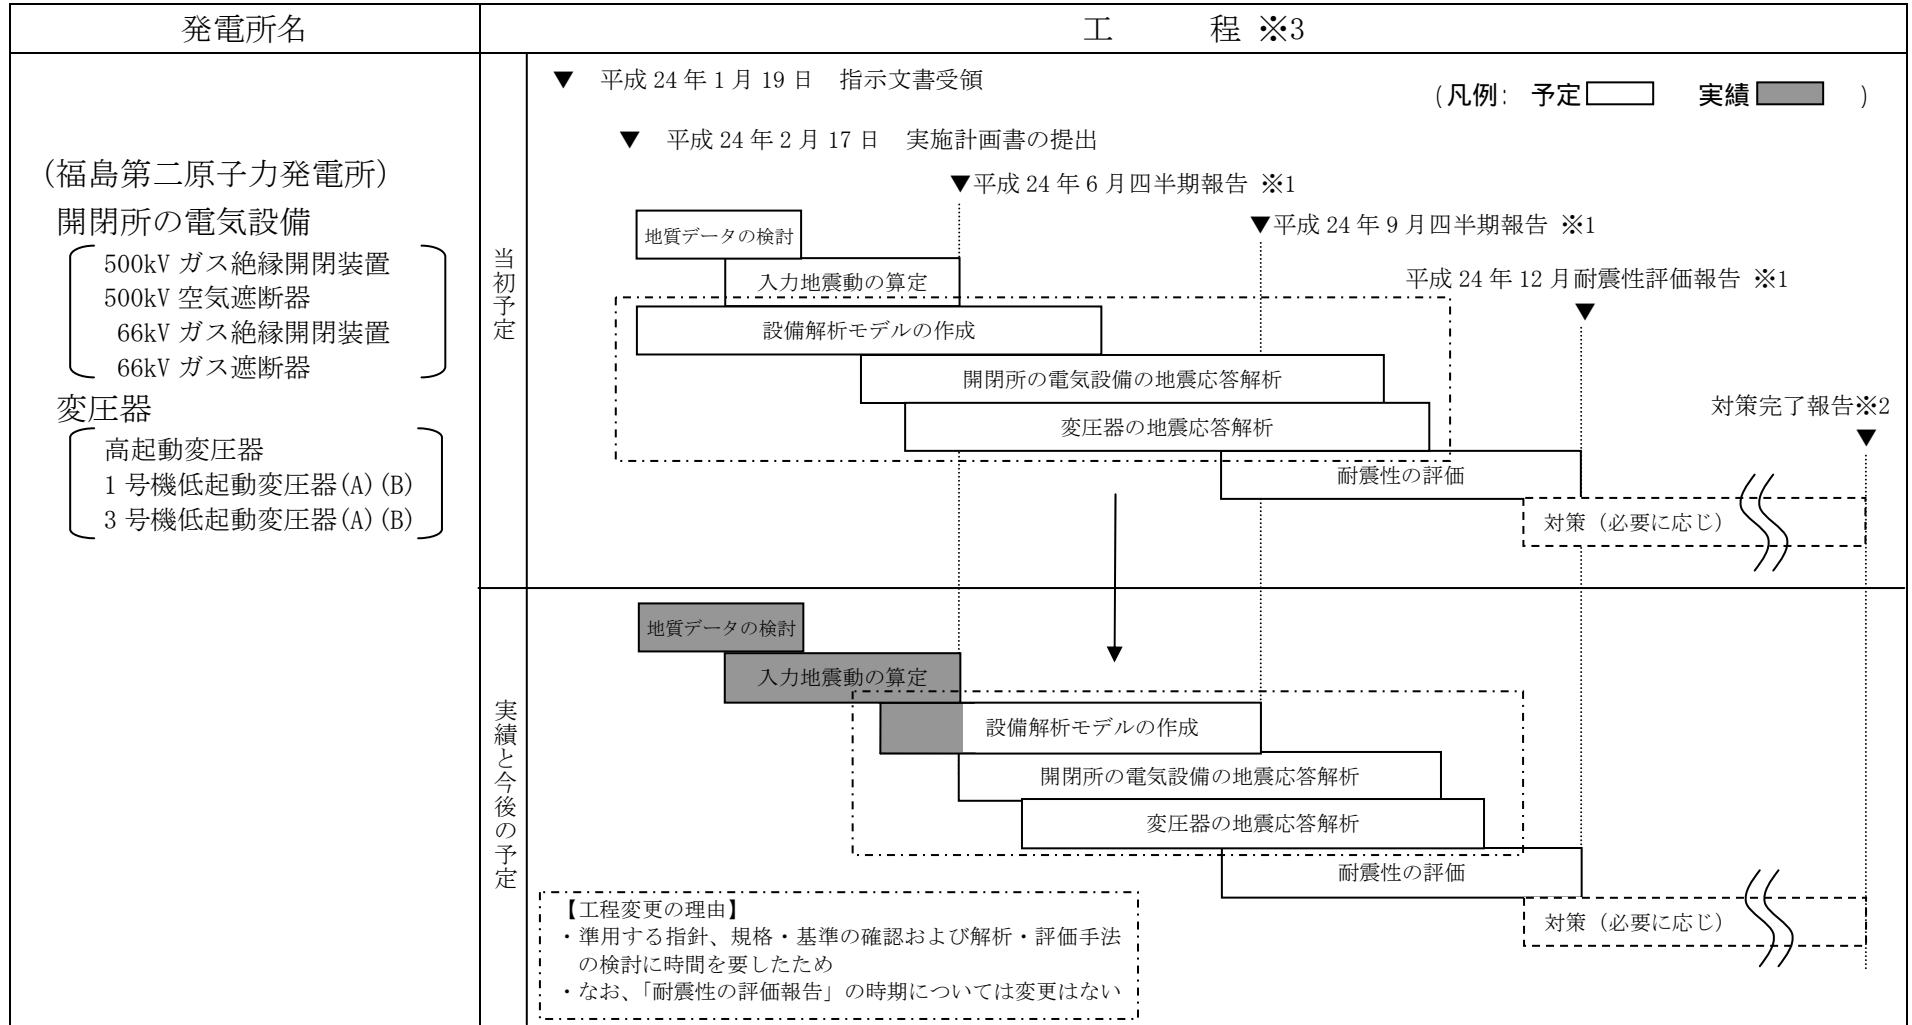 発電所名
工　　　程 ※3
(福島第二原子力発電所)
開閉所の電気設備
500kV ガス絶縁開閉装置
500kV 空気遮断器
66kV ガス絶縁開閉装置
66kV ガス遮断器
変圧器
高起動変圧器
1 号機低起動変圧器(A)(B)
3 号機低起動変圧器(A)(B)
当初予定
▼ 平成 24 年 1 月 19 日　指示文書受領
(凡例: 予定　　実績　　)
▼ 平成 24 年 2 月 17 日　実施計画書の提出
▼平成 24 年 6 月四半期報告 ※1
▼平成 24 年 9 月四半期報告 ※1
平成 24 年 12 月耐震性評価報告 ※1
▼
対策完了報告※2
▼
地質データの検討
入力地震動の算定
設備解析モデルの作成
開閉所の電気設備の地震応答解析
変圧器の地震応答解析
耐震性の評価
対策（必要に応じ）
実績と今後の予定
地質データの検討
入力地震動の算定
設備解析モデルの作成
開閉所の電気設備の地震応答解析
変圧器の地震応答解析
耐震性の評価
対策（必要に応じ）
【工程変更の理由】
・準用する指針、規格・基準の確認および解析・評価手法
の検討に時間を要したため
・なお、「耐震性の評価報告」の時期については変更はない